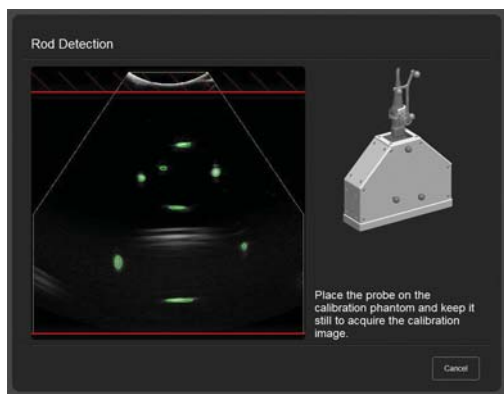 Rod Detection
Place the probe on the
calibration phantom and keep it
still to acquire the calibration
image.
Cancel